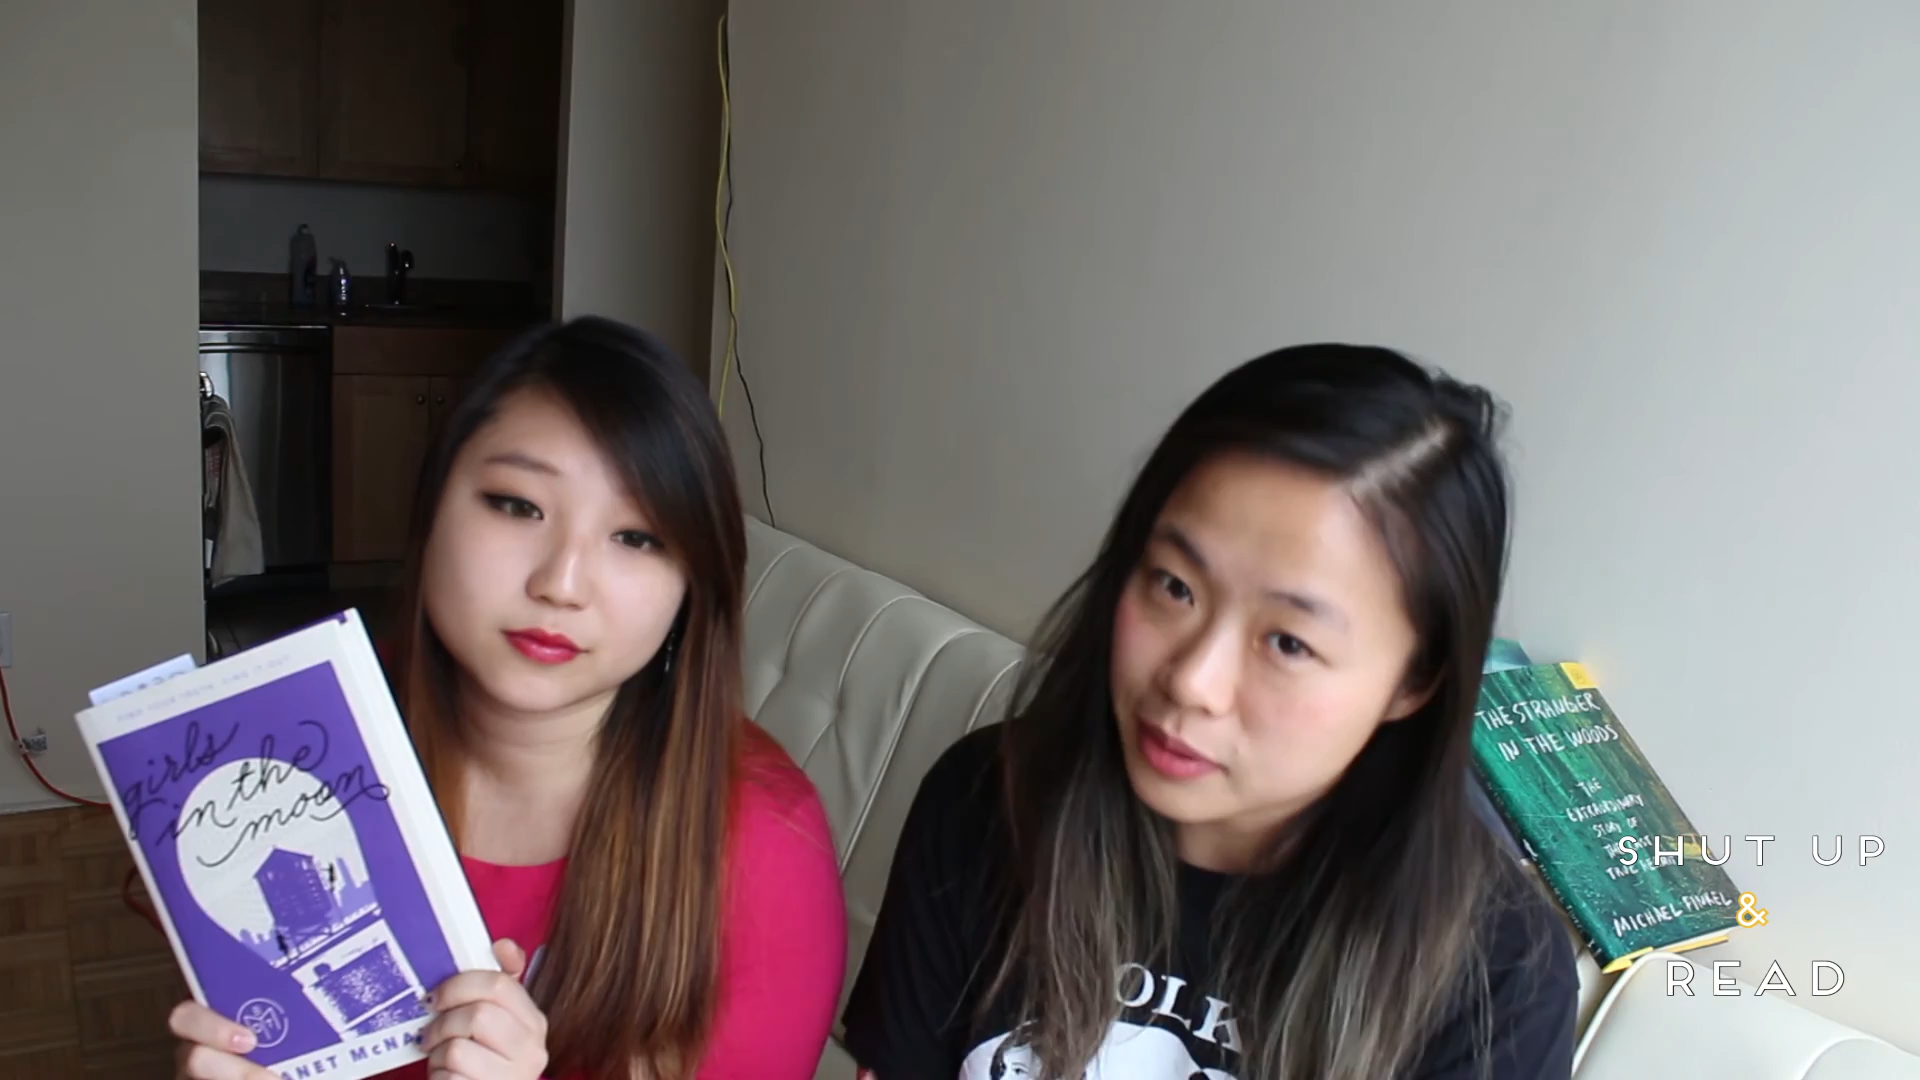 girls
in the
moon
ANET McNA
OLK
THE STRANGER
IN THE WOODS
THE
EXTRAORDINARY
STORY OF
MICHAEL FINKEL
SHUT UP
&
READ